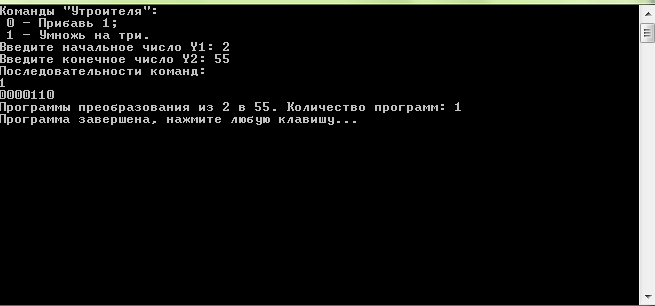 Команды "Утроителя":
0 - Прибавь 1;
1 - Умножь на три.
Введите начальное число Y1: 2
Введите конечное число Y2: 55
Последовательности команд:
1
0000110
Программы преобразования из 2 в 55. Количество программ: 1
Программа завершена, нажмите любую клавишу...